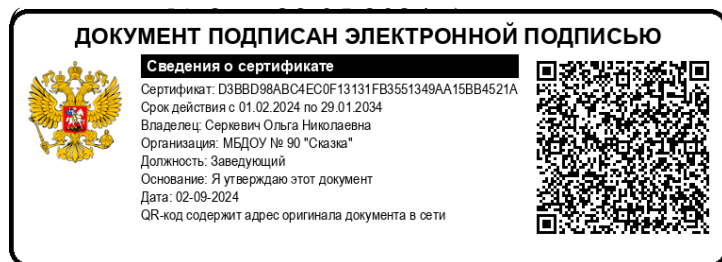 ДОКУМЕНТ ПОДПИСАН ЭЛЕКТРОННОЙ ПОДПИСЬЮ
Сведения о сертификате
Сертификат: D3BBD98ABC4EC0F13131FB3551349AA15BB4521A
Срок действия с 01.02.2024 по 29.01.2034
Владелец: Серкевич Ольга Николаевна
Организация: МБДОУ № 90 "Сказка"
Должность: Заведующий
Основание: Я утверждаю этот документ
Дата: 02-09-2024
QR-код содержит адрес оригинала документа в сети